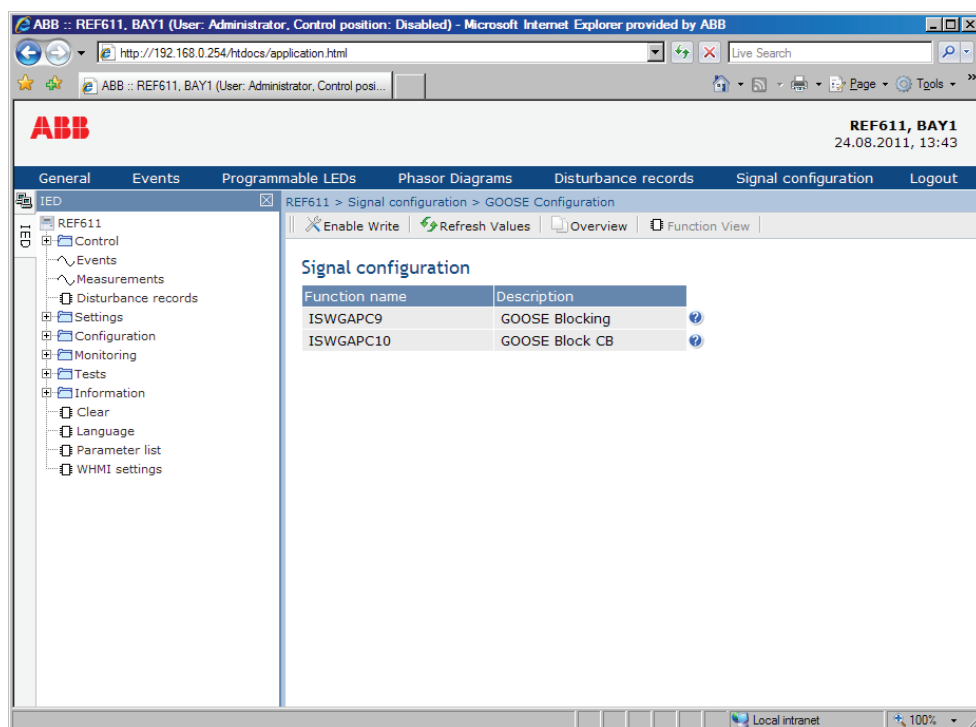 ABB :: REF611, BAY1 (User: Administrator, Control position: Disabled) - Microsoft Internet Explorer provided by ABB
http://192.168.0.254/htdocs/application.html
Live Search
ABB :: REF611, BAY1 (User: Administrator, Control posi...
Page
Tools
»
ABB
REF611, BAY1
24.08.2011, 13:43
General Events Programmable LEDs Phasor Diagrams Disturbance records Signal configuration Logout
IED
IED
REF611 > Signal configuration > GOOSE Configuration
Enable Write Refresh Values Overview Function View
REF611
Control
Events
Measurements
Disturbance records
Settings
Configuration
Monitoring
Tests
Information
Clear
Language
Parameter list
WHMI settings
Signal configuration
Function name Description
ISWGAPC9 GOOSE Blocking ?
ISWGAPC10 GOOSE Block CB ?
Local intranet
100%